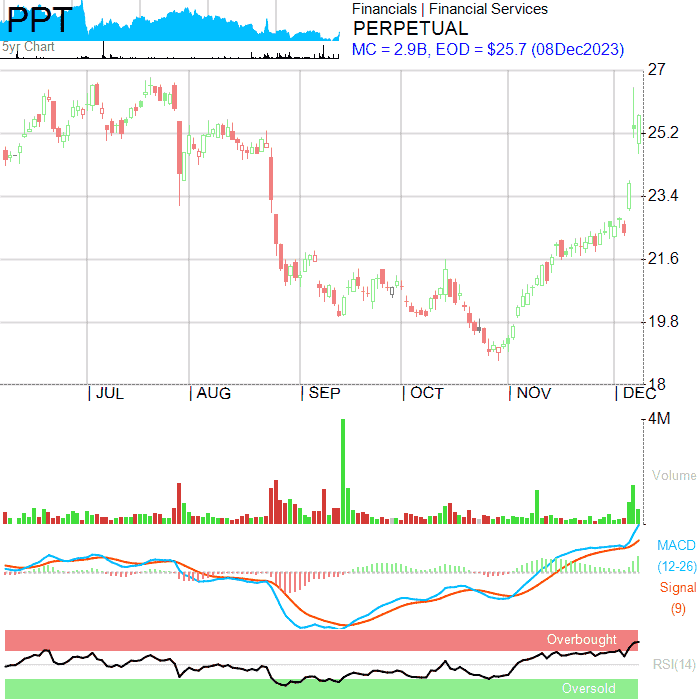 PPT
5yr Chart
Financials | Financial Services
PERPETUAL
MC = 2.9B, EOD = $25.7 (08Dec2023)
27
25.2
23.4
21.6
19.8
18
JUL AUG SEP OCT NOV DEC
4M
Volume
MACD
(12-26)
Signal
(9)
Overbought
RSI(14)
Oversold